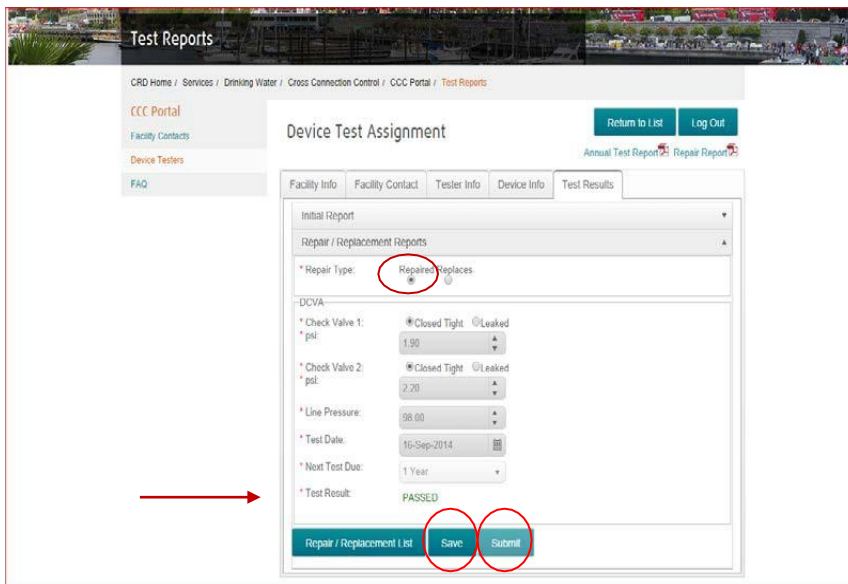 Test Reports
CRD Home / Services / Drinking Water / Cross Connection Control / CCC Portal / Test Reports
CCC Portal
Facility Contacts
Device Testers
FAQ
Device Test Assignment
Return to List Log Out
Annual Test Report Repair Report
Facility Info Facility Contact Tester Info Device Info Test Results
Initial Report
Repair / Replacement Reports
* Repair Type: Repaired Replaces
DCVA
* Check Valve 1: Closed Tight Leaked
* psi: 1.90
* Check Valve 2: Closed Tight Leaked
* psi: 2.20
* Line Pressure: 98.00
* Test Date: 16-Sep-2014
* Next Test Due: 1 Year
* Test Result: PASSED
Repair / Replacement List Save Submit